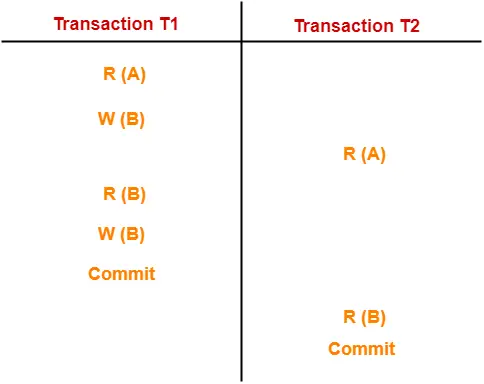 Transaction T1 Transaction T2
R (A)
W (B)
R (A)
R (B)
W (B)
Commit
R (B)
Commit